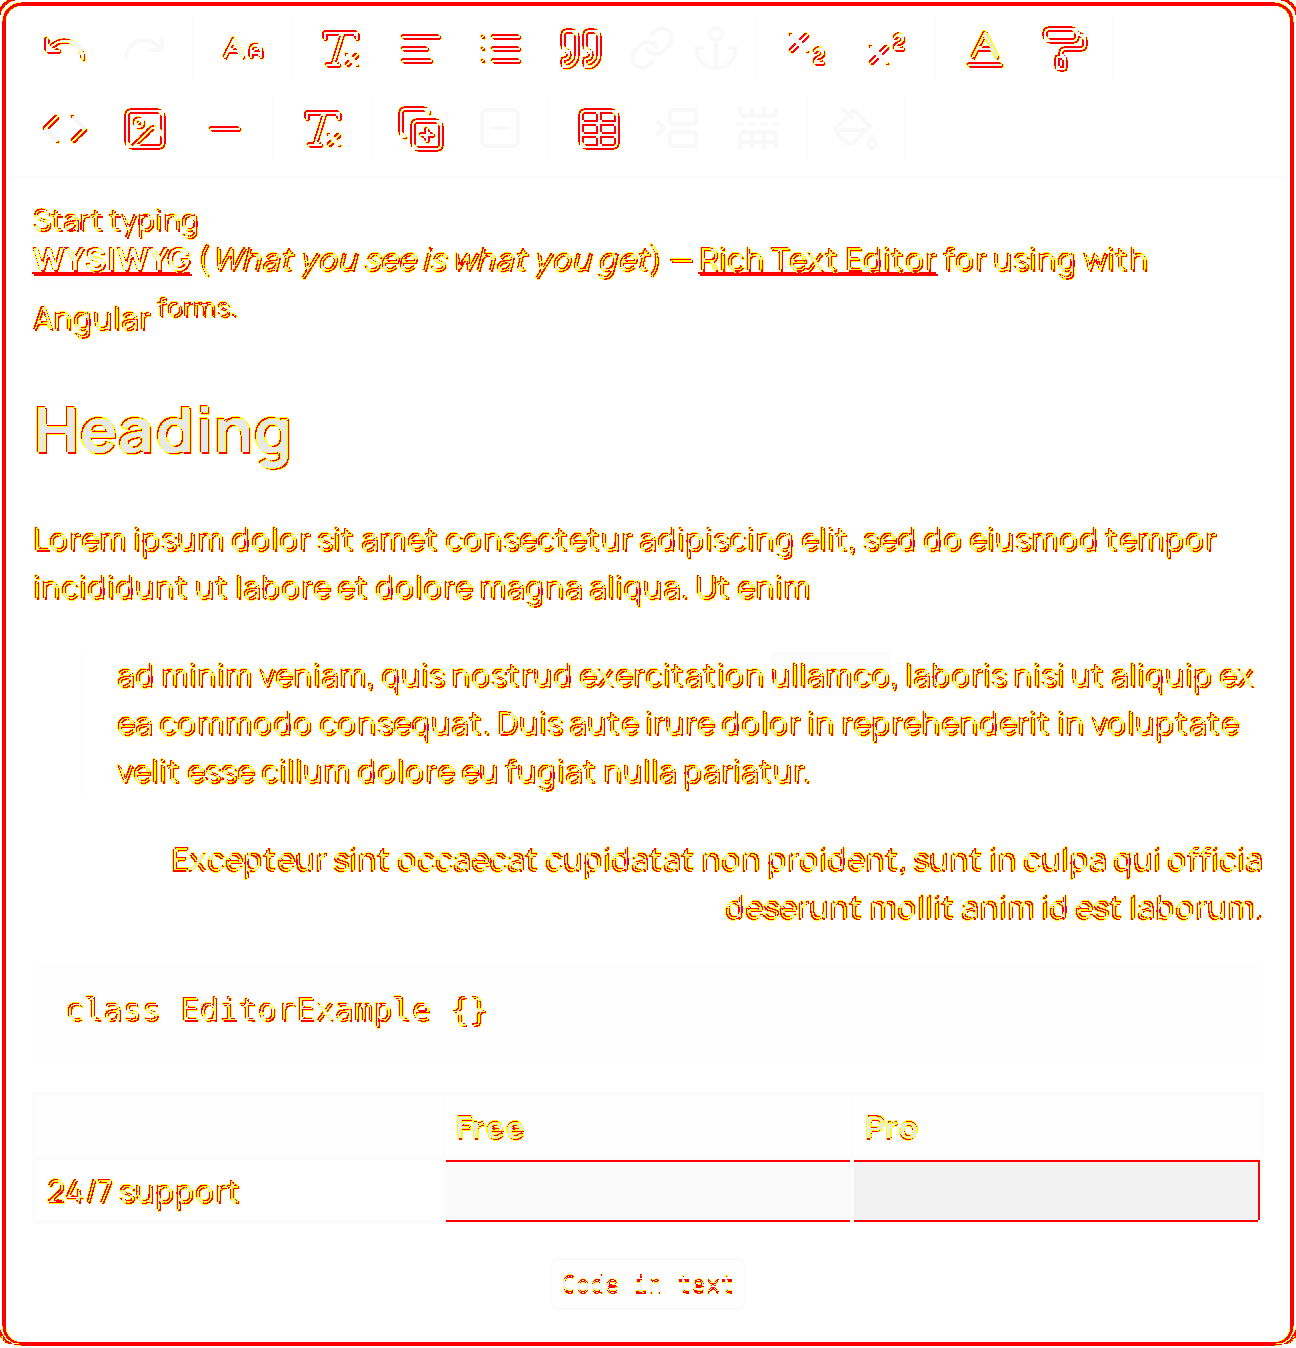 Start typing
WYSIWYG (What you see is what you get) — Rich Text Editor for using with
Angular forms.
Heading
Lorem ipsum dolor sit amet consectetur adipiscing elit, sed do eiusmod tempor
incididunt ut labore et dolore magna aliqua. Ut enim
ad minim veniam, quis nostrud exercitation ullamco, laboris nisi ut aliquip ex
ea commodo consequat. Duis aute irure dolor in reprehenderit in voluptate
velit esse cillum dolore eu fugiat nulla pariatur.
Excepteur sint occaecat cupidatat non proident, sunt in culpa qui officia
deserunt mollit anim id est laborum.
class EditorExample {}
Free Pro
24/7 support
Code in text